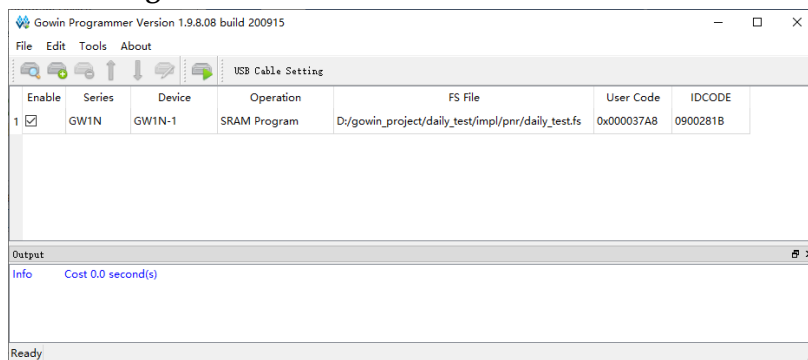 Gowin Programmer Version 1.9.8.08 build 200915
File Edit Tools About
USB Cable Setting
Enable Series Device Operation FS File User Code IDCODE
1 GW1N GW1N-1 SRAM Program D:/gowin_project/daily_test/impl/pnr/daily_test.fs 0x000037A8 0900281B
Output
Info Cost 0.0 second(s)
Ready